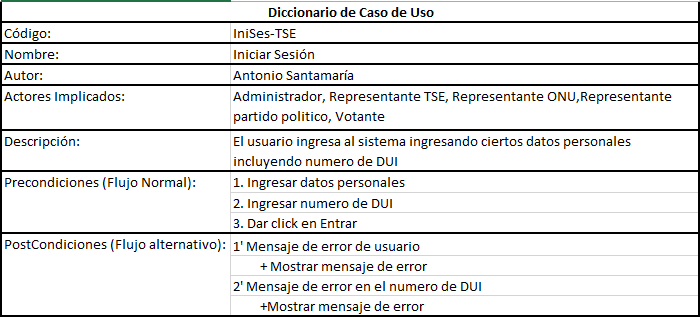 Diccionario de Caso de Uso
Código: IniSes-TSE
Nombre: Iniciar Sesión
Autor: Antonio Santamaría
Actores Implicados: Administrador, Representante TSE, Representante ONU,Representante
partido politico, Votante
Descripción: El usuario ingresa al sistema ingresando ciertos datos personales
incluyendo numero de DUI
Precondiciones (Flujo Normal): 1. Ingresar datos personales
2. Ingresar numero de DUI
3. Dar click en Entrar
PostCondiciones (Flujo alternativo): 1' Mensaje de error de usuario
+ Mostrar mensaje de error
2' Mensaje de error en el numero de DUI
+Mostrar mensaje de error